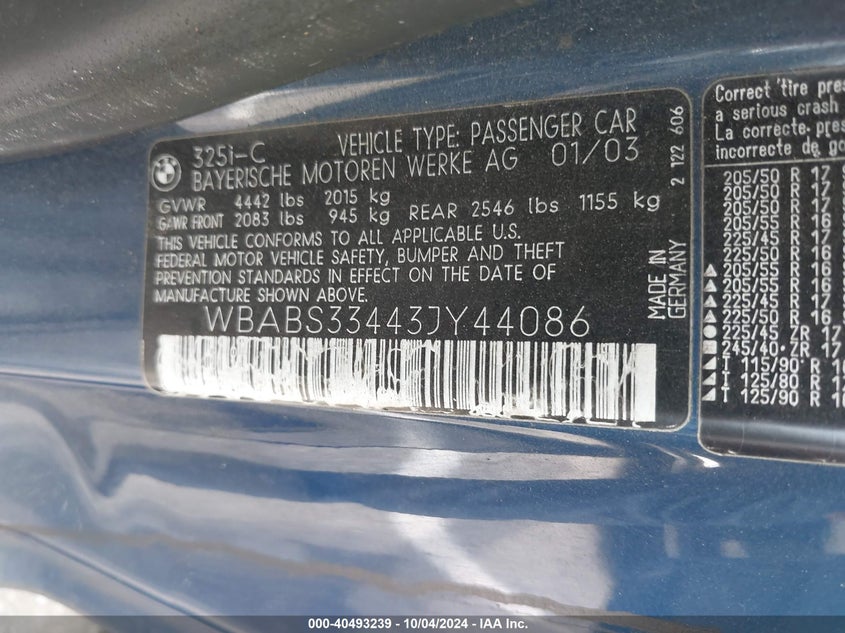 BMW
325i-C VEHICLE TYPE: PASSENGER CAR
BAYERISCHE MOTOREN WERKE AG 01/03
GVWR 4442 lbs 2015 kg
GAWR FRONT 2083 lbs 945 kg REAR 2546 lbs 1155 kg
THIS VEHICLE CONFORMS TO ALL APPLICABLE U.S.
FEDERAL MOTOR VEHICLE SAFETY, BUMPER AND THEFT
PREVENTION STANDARDS IN EFFECT ON THE DATE OF
MANUFACTURE SHOWN ABOVE.
WBABS33443JY44086
MADE IN
GERMANY
2 122 606
Correct tire pres
a serious crash
La correcte pres
incorrecte de go
205/50 R 17
205/50 R 17
205/50 R 17
205/55 R 16
225/45 R 17
225/50 R 16
205/55 R 16
205/55 R 16
225/45 R 17
225/50 R 16
225/45 ZR 17
245/40 ZR 17
T 115/90 R 16
T 125/80 R 17
T 125/90 R 16
000-40493239 - 10/04/2024 - IAA Inc.